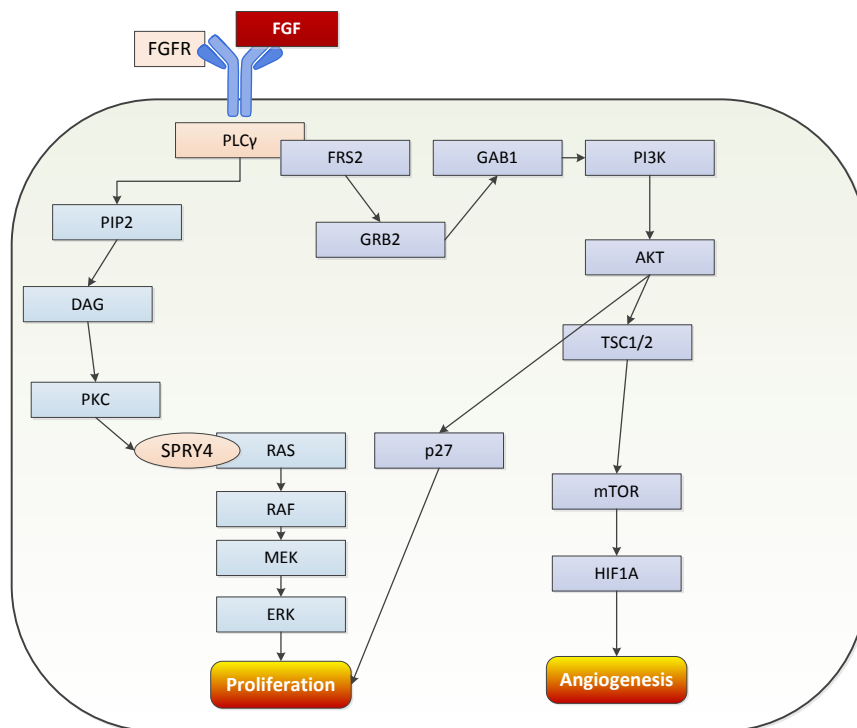 FGF
FGFR
PLCγ
FRS2
GAB1
PI3K
PIP2
GRB2
AKT
DAG
TSC1/2
PKC
SPRY4
RAS
p27
RAF
mTOR
MEK
HIF1A
ERK
Proliferation
Angiogenesis